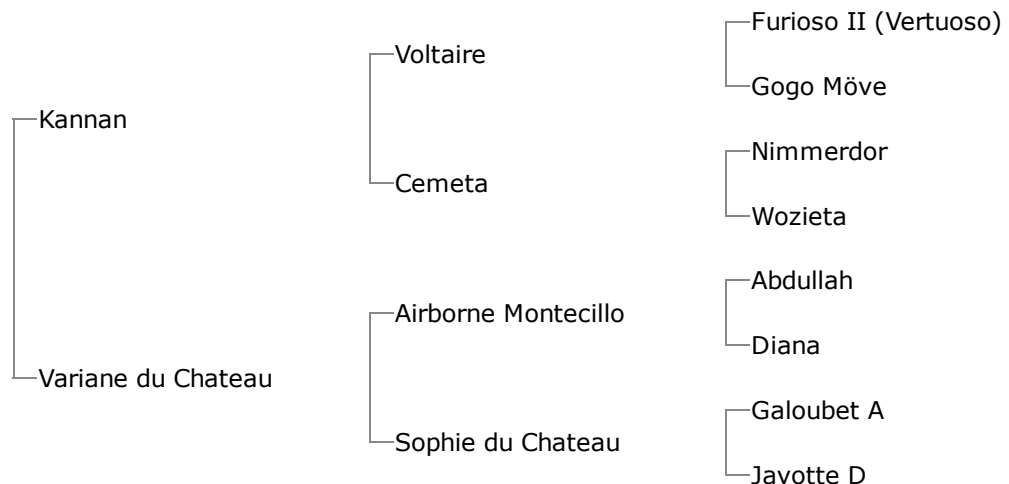 Furioso II (Vertuoso)
Voltaire
Gogo Möve
Kannan
Nimmerdor
Cemeta
Wozieta
Abdullah
Airborne Montecillo
Diana
Variane du Chateau
Galoubet A
Sophie du Chateau
Javotte D